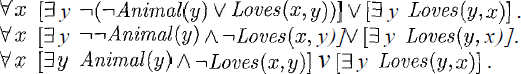 ∀x [∃y ¬(¬Animal(y) ∨ Loves(x,y))] ∨ [∃y Loves(y,x)].
∀x [∃y ¬¬Animal(y) ∧ ¬Loves(x,y)] ∨ [∃y Loves(y,x)].
∀x [∃y Animal(y) ∧ ¬Loves(x,y)] ∨ [∃y Loves(y,x)].